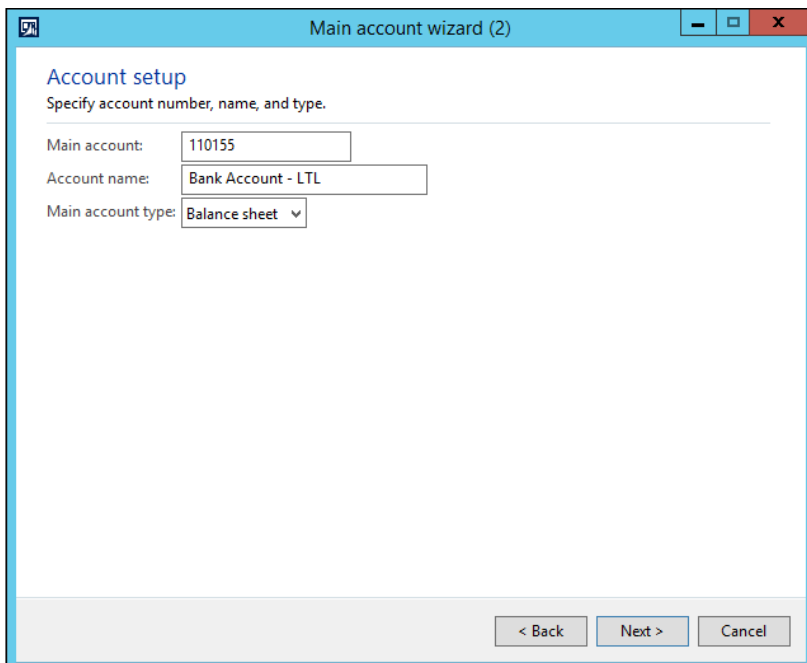 Main account wizard (2)
Account setup
Specify account number, name, and type.
Main account: 110155
Account name: Bank Account - LTL
Main account type: Balance sheet
< Back Next > Cancel